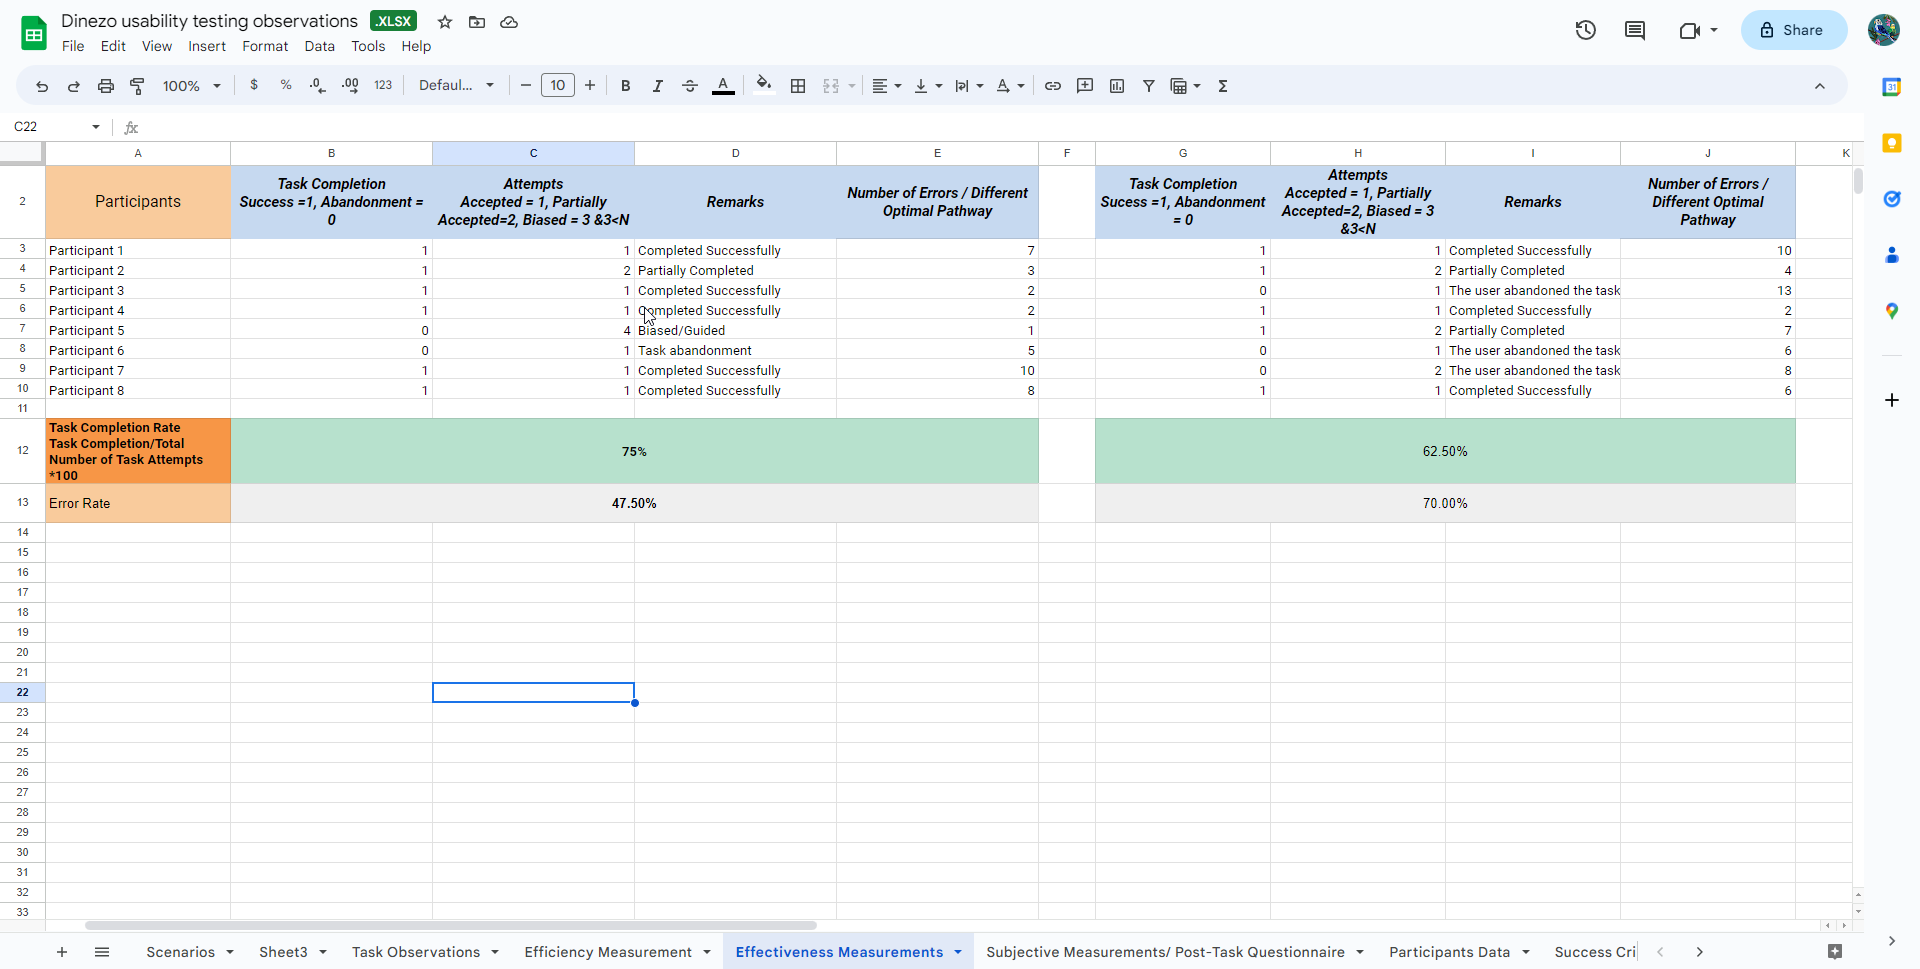 Dinezo usability testing observations .XLSX
File Edit View Insert Format Data Tools Help
Share
100% $ % .0 .00 123 Defaul... 10 B I A
31
C22 fx
A B C D E F G H I J K
2 Participants
Task Completion
Success =1, Abandonment =
0
Attempts
Accepted = 1, Partially
Accepted=2, Biased = 3 &3<N
Remarks
Number of Errors / Different
Optimal Pathway
Task Completion
Sucess =1, Abandonment
= 0
Attempts
Accepted = 1, Partially
Accepted=2, Biased = 3
&3<N
Remarks
Number of Errors /
Different Optimal
Pathway
3 Participant 1 1 1 Completed Successfully 7 1 1 Completed Successfully 10
4 Participant 2 1 2 Partially Completed 3 1 2 Partially Completed 4
5 Participant 3 1 1 Completed Successfully 2 0 1 The user abandoned the task 13
6 Participant 4 1 1 Completed Successfully 2 1 1 Completed Successfully 2
7 Participant 5 0 4 Biased/Guided 1 1 2 Partially Completed 7
8 Participant 6 0 1 Task abandonment 5 0 1 The user abandoned the task 6
9 Participant 7 1 1 Completed Successfully 10 0 2 The user abandoned the task 8
10 Participant 8 1 1 Completed Successfully 8 1 1 Completed Successfully 6
11
12
Task Completion Rate
Task Completion/Total
Number of Task Attempts
*100
75% 62.50%
13 Error Rate 47.50% 70.00%
14
15
16
17
18
19
20
21
22
23
24
25
26
27
28
29
30
31
32
33
Scenarios Sheet3 Task Observations Efficiency Measurement Effectiveness Measurements Subjective Measurements/ Post-Task Questionnaire Participants Data Success Cri